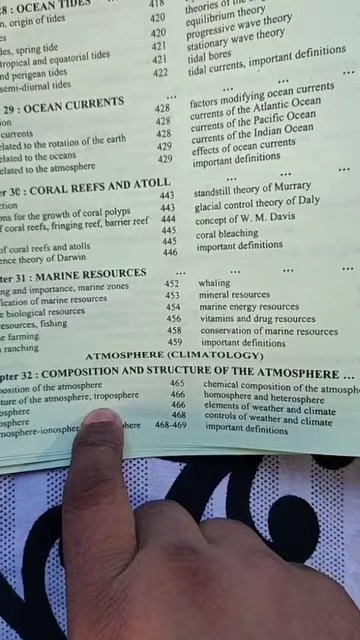 28 : OCEAN TIDES 418 theories of the
n, origin of tides 420 equilibrium theory
es 420 progressive wave theory
des, spring tide 421 stationary wave theory
tropical and equatorial tides 421 tidal bores
nd perigean tides 422 tidal currents, important definitions
semi-diurnal tides
29 : OCEAN CURRENTS ... ... ...
ion 428 factors modifying ocean currents
currents 428 currents of the Atlantic Ocean
elated to the rotation of the earth 428 currents of the Pacific Ocean
elated to the oceans 429 currents of the Indian Ocean
elated to the atmosphere 429 effects of ocean currents
important definitions
er 30 : CORAL REEFS AND ATOLL ... ... ...
ction 443 standstill theory of Murrary
ons for the growth of coral polyps 443 glacial control theory of Daly
f coral reefs, fringing reef, barrier reef 444 concept of W. M. Davis
445 coral bleaching
of coral reefs and atolls 445 important definitions
ence theory of Darwin 446
ter 31 : MARINE RESOURCES ... ... ...
ng and importance, marine zones 452 whaling
fication of marine resources 453 mineral resources
e biological resources 454 marine energy resources
esources, fishing 456 vitamins and drug resources
e farming 458 conservation of marine resources
ranching 459 important definitions
ATMOSPHERE (CLIMATOLOGY)
pter 32 : COMPOSITION AND STRUCTURE OF THE ATMOSPHERE ...
position of the atmosphere 465 chemical composition of the atmosphe
ture of the atmosphere, troposphere 466 homosphere and heterosphere
osphere 466 elements of weather and climate
osphere 468 controls of weather and climate
mosphere-ionospher here 468-469 important definitions